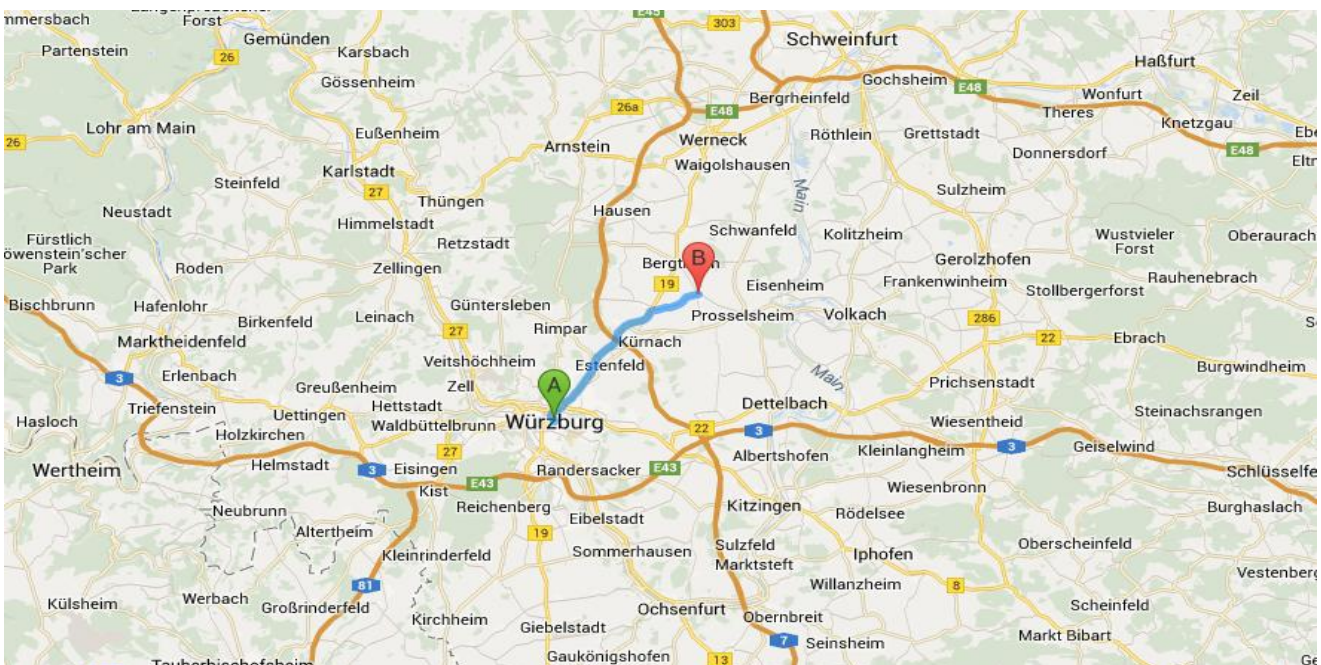 mmersbach
Forst
Gemünden
Karsbach
E45
303
Schweinfurt
Partenstein
26
Gössenheim
Gochsheim
Haßfurt
E48
Wonfurt
Zeil
Bergrheinfeld
26a
E48
Theres
Knetzgau
Lohr am Main
Eußenheim
Werneck
Röthlein
Grettstadt
26
Arnstein
Donnersdorf
E48
Waigolshausen
Karlstadt
Steinfeld
27
Thüngen
Main
Sulzheim
Neustadt
Himmelstadt
Hausen
Schwanfeld
Kolitzheim
Wustvieler
Forst
Oberaurach
Fürstlich
öwenstein'scher
Park
Retzstadt
Roden
Zellingen
B
Gerolzhofen
19
Eisenheim
Frankenwinheim
Rauhenebrach
Stollbergerforst
Bischbrunn
Hafenlohr
Birkenfeld
Leinach
Güntersleben
Prosselsheim
Volkach
286
27
Rimpar
Kürnach
22
Ebrach
Marktheidenfeld
Veitshöchheim
Estenfeld
Burgwindheim
3
Erlenbach
Greußenheim
Zell
A
Main
Prichsenstadt
Triefenstein
Uettingen
Hettstadt
Waldbüttelbrunn
Würzburg
Dettelbach
Steinachsrangen
Hasloch
Holzkirchen
22
3
Wiesentheid
27
Kleinlangheim
3
Geiselwind
Wertheim
Helmstadt
3
Eisingen
Randersacker
E43
Albertshofen
Schlüsselfe
E43
Kist
Wiesenbronn
Neubrunn
Reichenberg
Kitzingen
Burghaslach
Eibelstadt
Rödelsee
Altertheim
19
Sulzfeld
Oberscheinfeld
Kleinrinderfeld
Sommerhausen
Marktsteft
Iphofen
Vestenberg
81
Willanzheim
8
Külsheim
Werbach
Großrinderfeld
Kirchheim
Ochsenfurt
Obernbreit
Scheinfeld
Giebelstadt
7
Seinsheim
Markt Bibart
Gaukönigshofen
13
Tauberbischofsheim